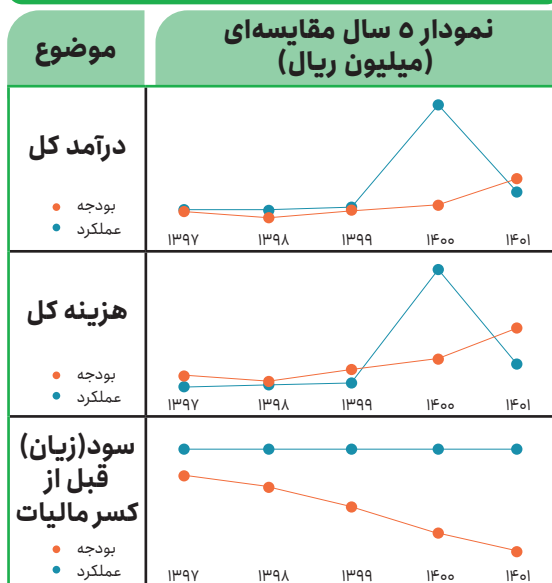 موضوع
نمودار ۵ سال مقایسه‌ای
(میلیون ریال)
درآمد کل
بودجه
عملکرد
۱۳۹۷ ۱۳۹۸ ۱۳۹۹ ۱۴۰۰ ۱۴۰۱
هزینه کل
بودجه
عملکرد
۱۳۹۷ ۱۳۹۸ ۱۳۹۹ ۱۴۰۰ ۱۴۰۱
سود(زیان)
قبل از
کسر مالیات
بودجه
عملکرد
۱۳۹۷ ۱۳۹۸ ۱۳۹۹ ۱۴۰۰ ۱۴۰۱